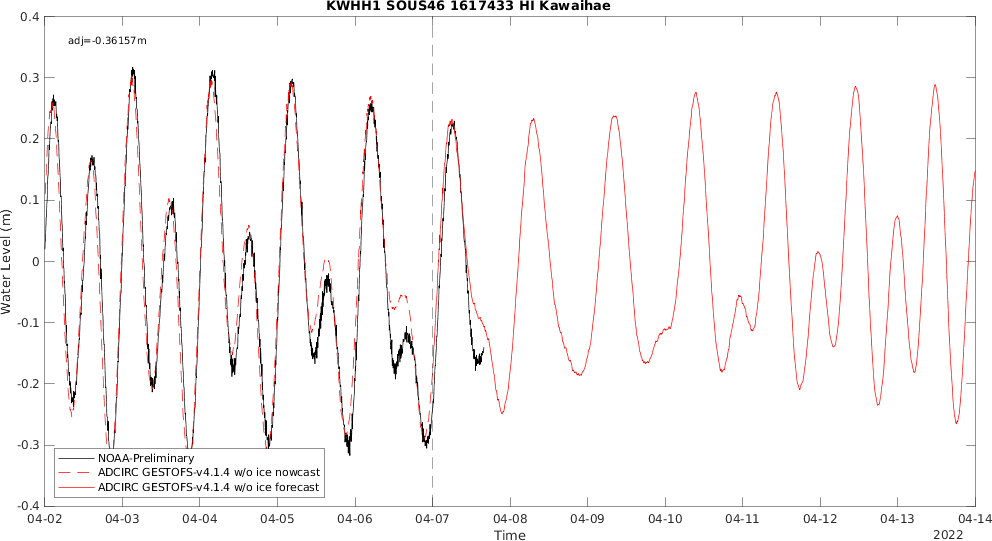 KWHH1 SOUS46 1617433 HI Kawaihae
adj=-0.36157m
Water Level (m)
0.4
0.3
0.2
0.1
0
-0.1
-0.2
-0.3
-0.4
NOAA-Preliminary
ADCIRC GESTOFS-v4.1.4 w/o ice nowcast
ADCIRC GESTOFS-v4.1.4 w/o ice forecast
04-02 04-03 04-04 04-05 04-06 04-07 04-08 04-09 04-10 04-11 04-12 04-13 04-14
Time
2022